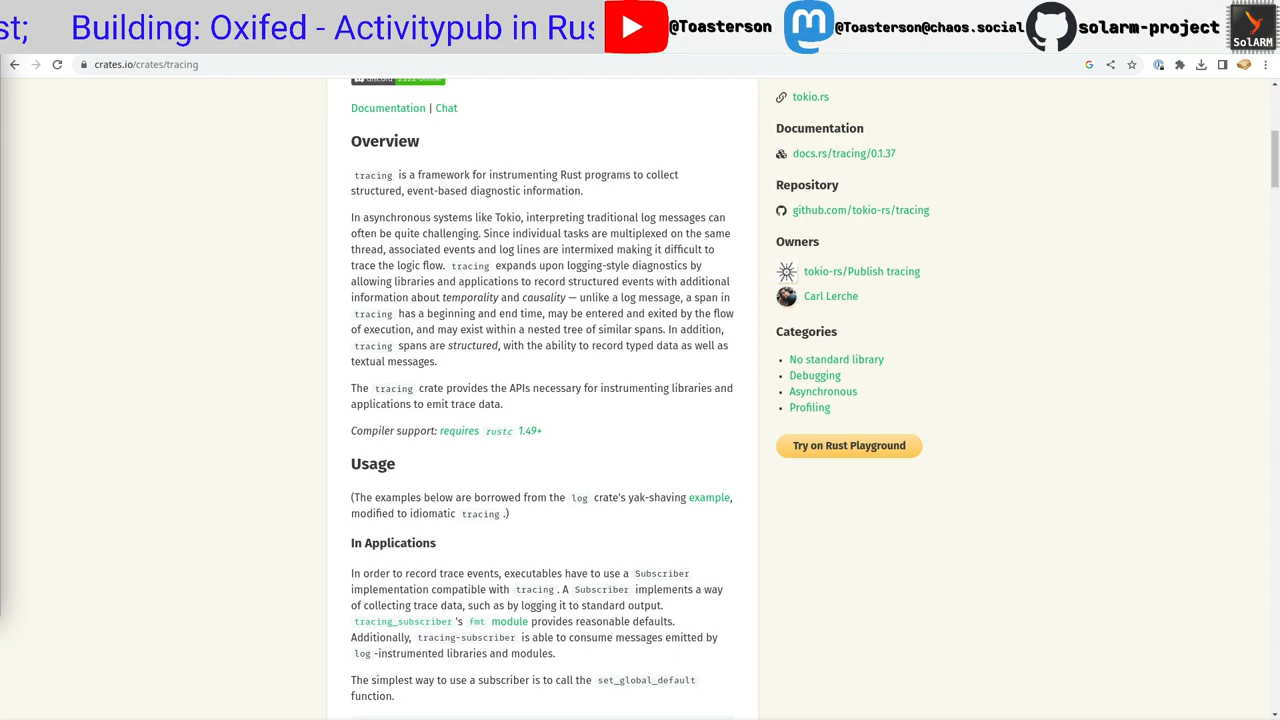 st; Building: Oxifed - Activitypub in Rus
@Toasterson
@Toasterson@chaos.social
solarm-project
SolARM
crates.io/crates/tracing
Documentation | Chat
Overview
tracing is a framework for instrumenting Rust programs to collect
structured, event-based diagnostic information.
In asynchronous systems like Tokio, interpreting traditional log messages can
often be quite challenging. Since individual tasks are multiplexed on the same
thread, associated events and log lines are intermixed making it difficult to
trace the logic flow. tracing expands upon logging-style diagnostics by
allowing libraries and applications to record structured events with additional
information about temporality and causality — unlike a log message, a span in
tracing has a beginning and end time, may be entered and exited by the flow
of execution, and may exist within a nested tree of similar spans. In addition,
tracing spans are structured, with the ability to record typed data as well as
textual messages.
The tracing crate provides the APIs necessary for instrumenting libraries and
applications to emit trace data.
Compiler support: requires rustc 1.49+
Usage
(The examples below are borrowed from the log crate's yak-shaving example,
modified to idiomatic tracing.)
In Applications
In order to record trace events, executables have to use a Subscriber
implementation compatible with tracing. A Subscriber implements a way
of collecting trace data, such as by logging it to standard output.
tracing_subscriber's fmt module provides reasonable defaults.
Additionally, tracing-subscriber is able to consume messages emitted by
log-instrumented libraries and modules.
The simplest way to use a subscriber is to call the set_global_default
function.
tokio.rs
Documentation
docs.rs/tracing/0.1.37
Repository
github.com/tokio-rs/tracing
Owners
tokio-rs/Publish tracing
Carl Lerche
Categories
• No standard library
• Debugging
• Asynchronous
• Profiling
Try on Rust Playground